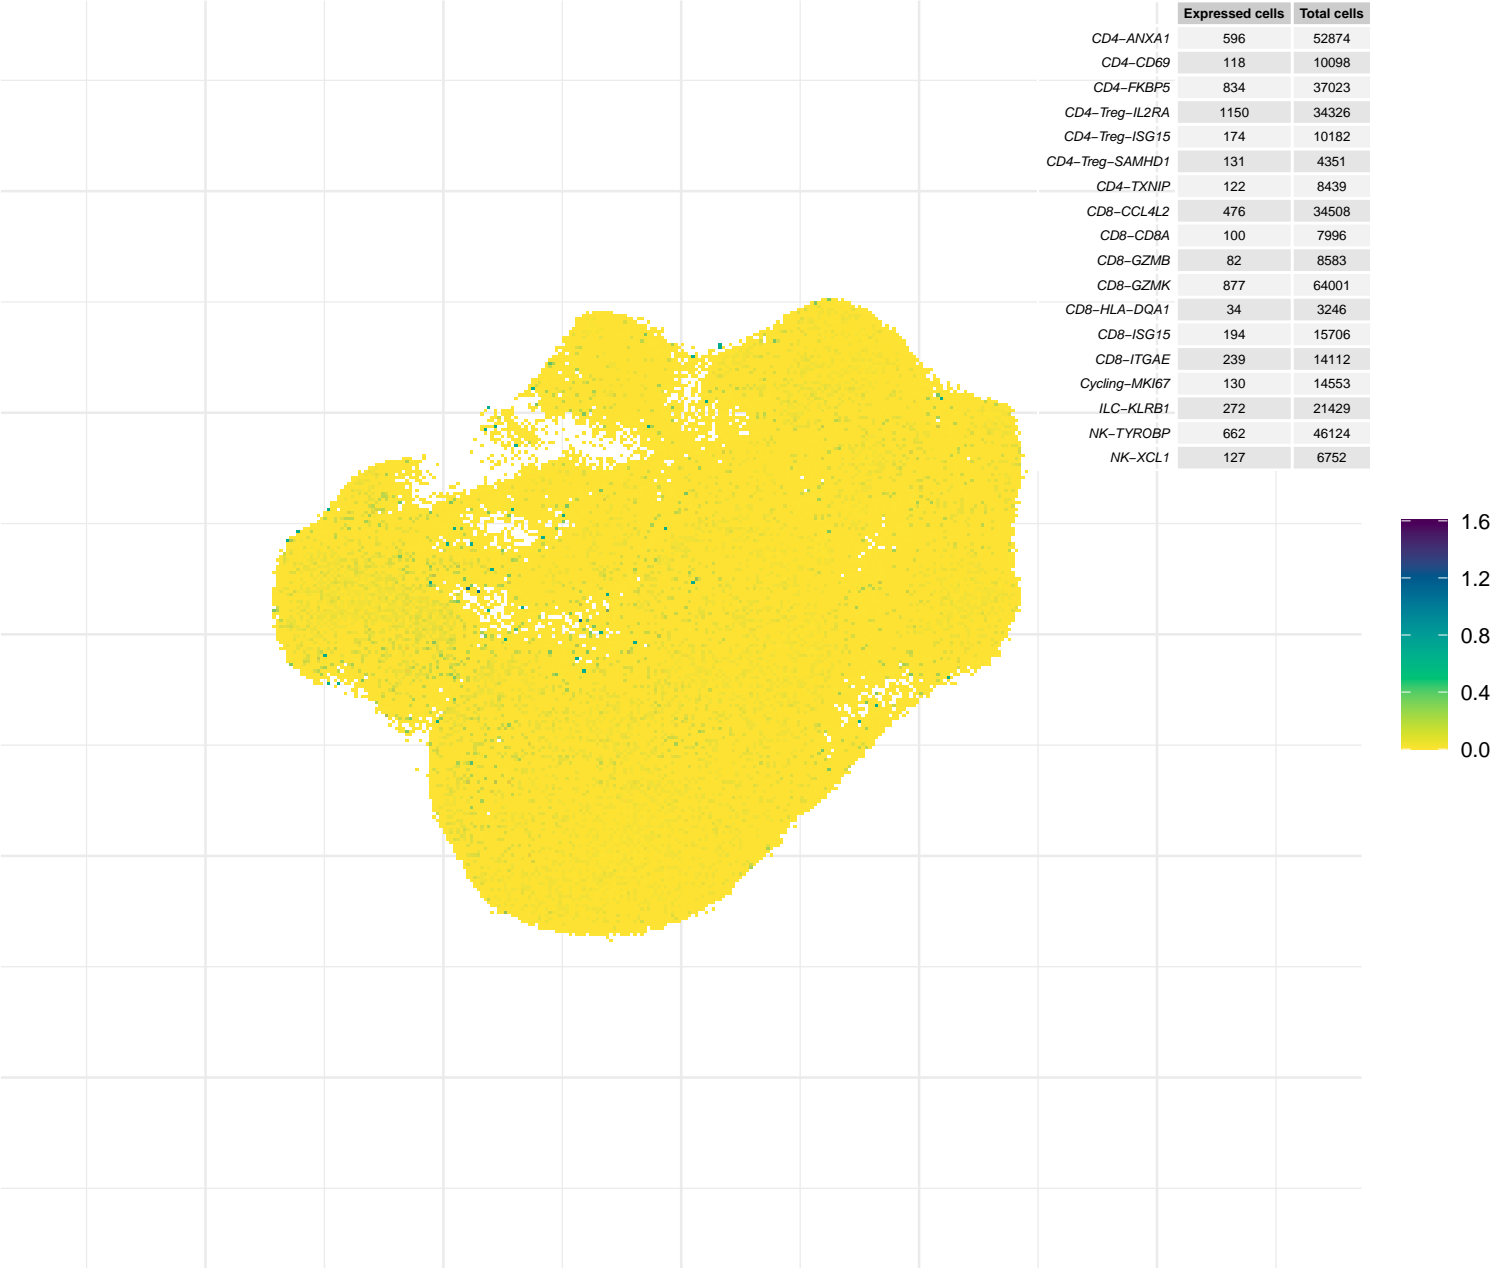 Expressed cells Total cells
CD4−ANXA1 596 52874
CD4−CD69 118 10098
CD4−FKBP5 834 37023
CD4−Treg−IL2RA 1150 34326
CD4−Treg−ISG15 174 10182
CD4−Treg−SAMHD1 131 4351
CD4−TXNIP 122 8439
CD8−CCL4L2 476 34508
CD8−CD8A 100 7996
CD8−GZMB 82 8583
CD8−GZMK 877 64001
CD8−HLA−DQA1 34 3246
CD8−ISG15 194 15706
CD8−ITGAE 239 14112
Cycling−MKI67 130 14553
ILC−KLRB1 272 21429
NK−TYROBP 662 46124
NK−XCL1 127 6752
1.6
1.2
0.8
0.4
0.0